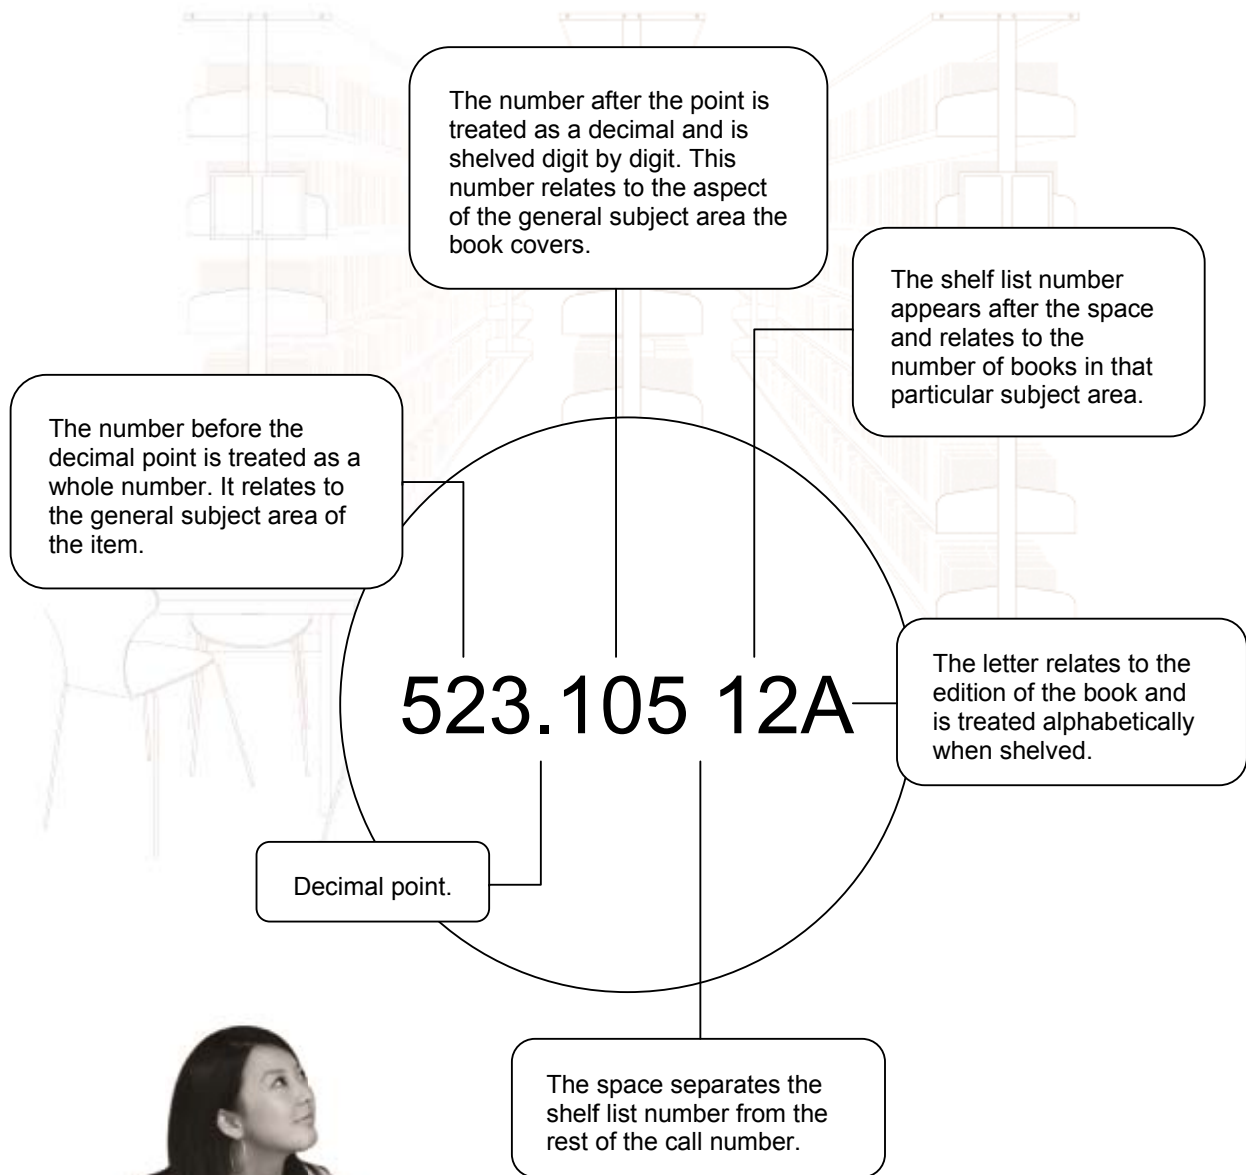 The number after the point is
treated as a decimal and is
shelved digit by digit. This
number relates to the aspect
of the general subject area the
book covers.
The shelf list number
appears after the space
and relates to the
number of books in that
particular subject area.
The number before the
decimal point is treated as a
whole number. It relates to
the general subject area of
the item.
523.105 12A
The letter relates to the
edition of the book and
is treated alphabetically
when shelved.
Decimal point.
The space separates the
shelf list number from the
rest of the call number.